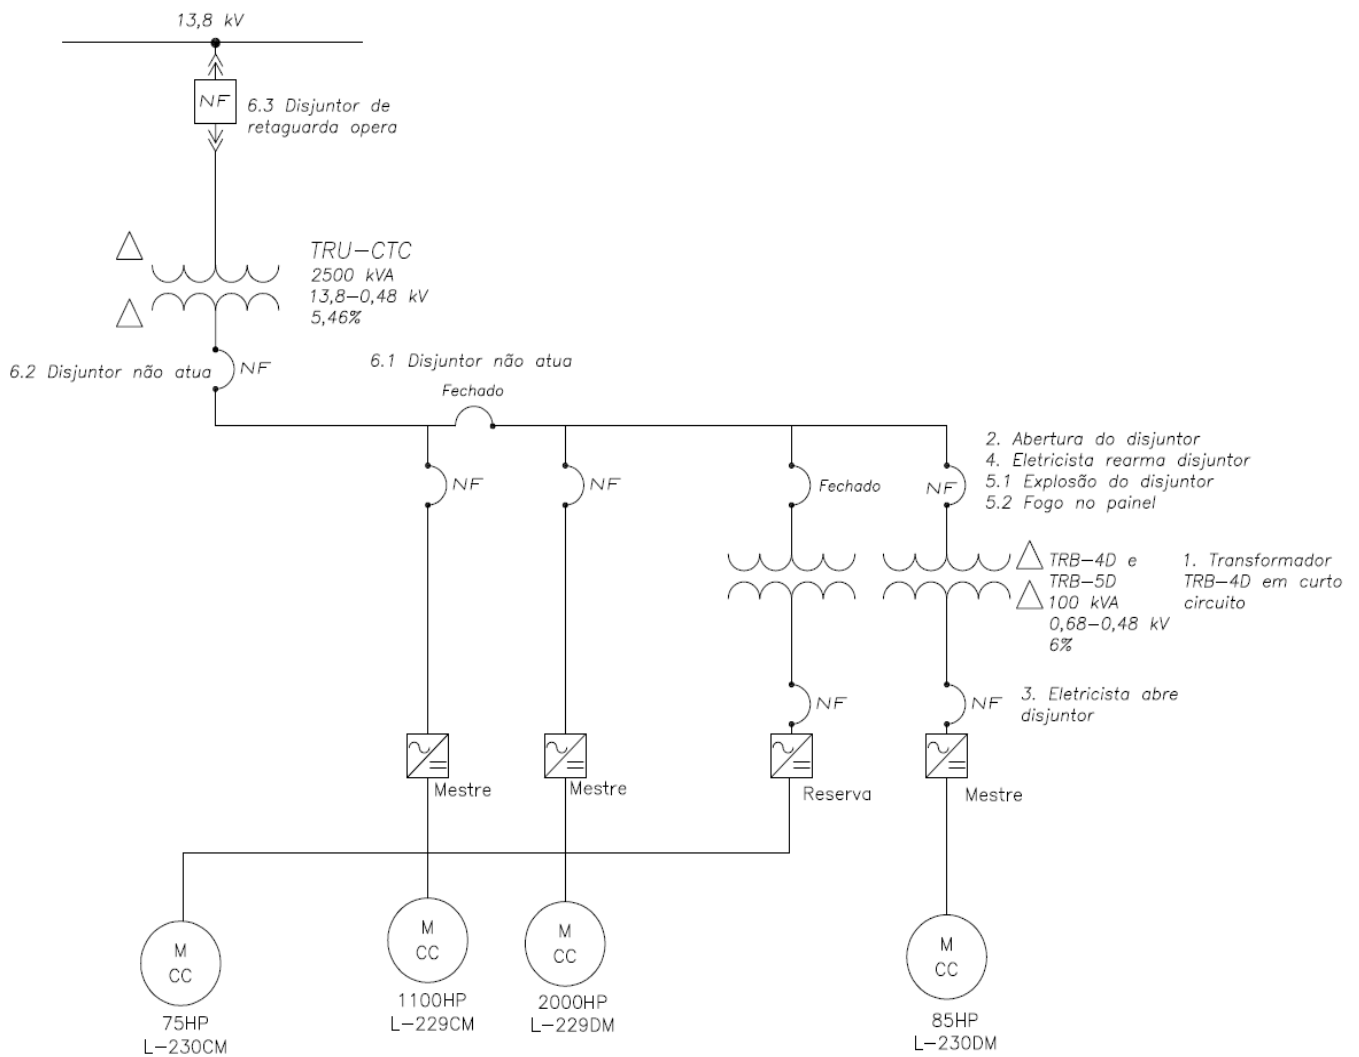 13,8 kV
NF
6.3 Disjuntor de
retaguarda opera
TRU-CTC
2500 kVA
13,8-0,48 kV
5,46%
6.2 Disjuntor não atua
NF
6.1 Disjuntor não atua
Fechado
NF
NF
Fechado
NF
2. Abertura do disjuntor
4. Eletricista rearma disjuntor
5.1 Explosão do disjuntor
5.2 Fogo no painel
TRB-4D e
TRB-5D
100 kVA
0,68-0,48 kV
6%
1. Transformador
TRB-4D em curto
circuito
NF
NF
3. Eletricista abre
disjuntor
Mestre
Mestre
Reserva
Mestre
M
CC
75HP
L-230CM
M
CC
1100HP
L-229CM
M
CC
2000HP
L-229DM
M
CC
85HP
L-230DM